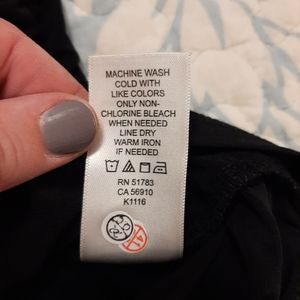 MACHINE WASH
COLD WITH
LIKE COLORS
ONLY NON-
CHLORINE BLEACH
WHEN NEEDED
LINE DRY
WARM IRON
IF NEEDED
RN 51783
CA 56910
K1116